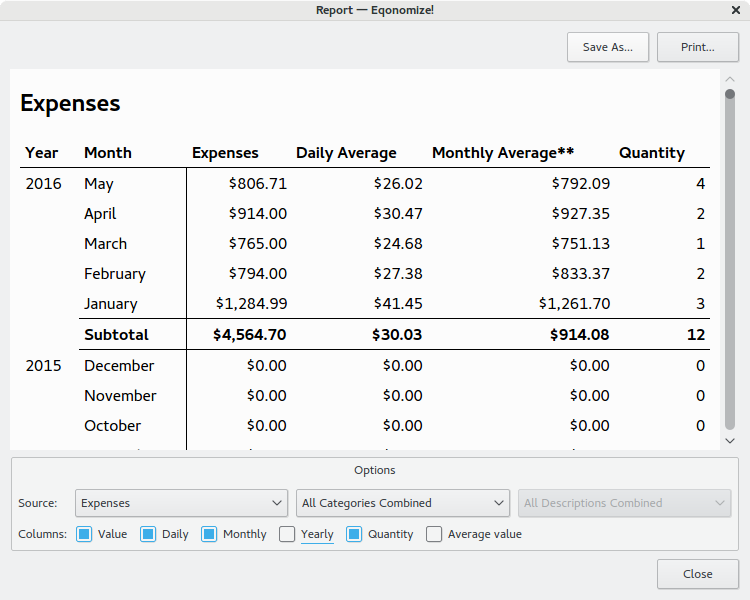 Report — Eqonomize!
Save As... Print...
Expenses
Year Month Expenses Daily Average Monthly Average** Quantity
2016 May $806.71 $26.02 $792.09 4
April $914.00 $30.47 $927.35 2
March $765.00 $24.68 $751.13 1
February $794.00 $27.38 $833.37 2
January $1,284.99 $41.45 $1,261.70 3
Subtotal $4,564.70 $30.03 $914.08 12
2015 December $0.00 $0.00 $0.00 0
November $0.00 $0.00 $0.00 0
October $0.00 $0.00 $0.00 0
Options
Source: Expenses All Categories Combined All Descriptions Combined
Columns: Value Daily Monthly Yearly Quantity Average value
Close